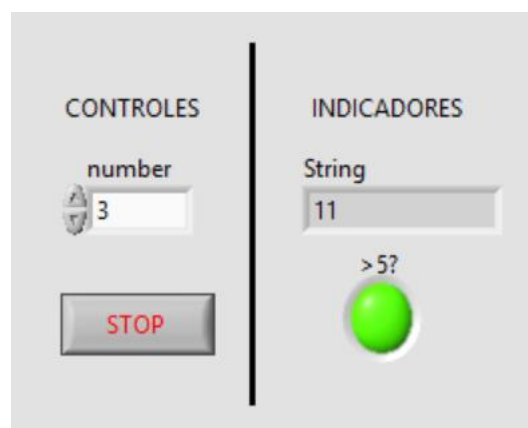 CONTROLES
number
3
STOP
INDICADORES
String
11
>5?